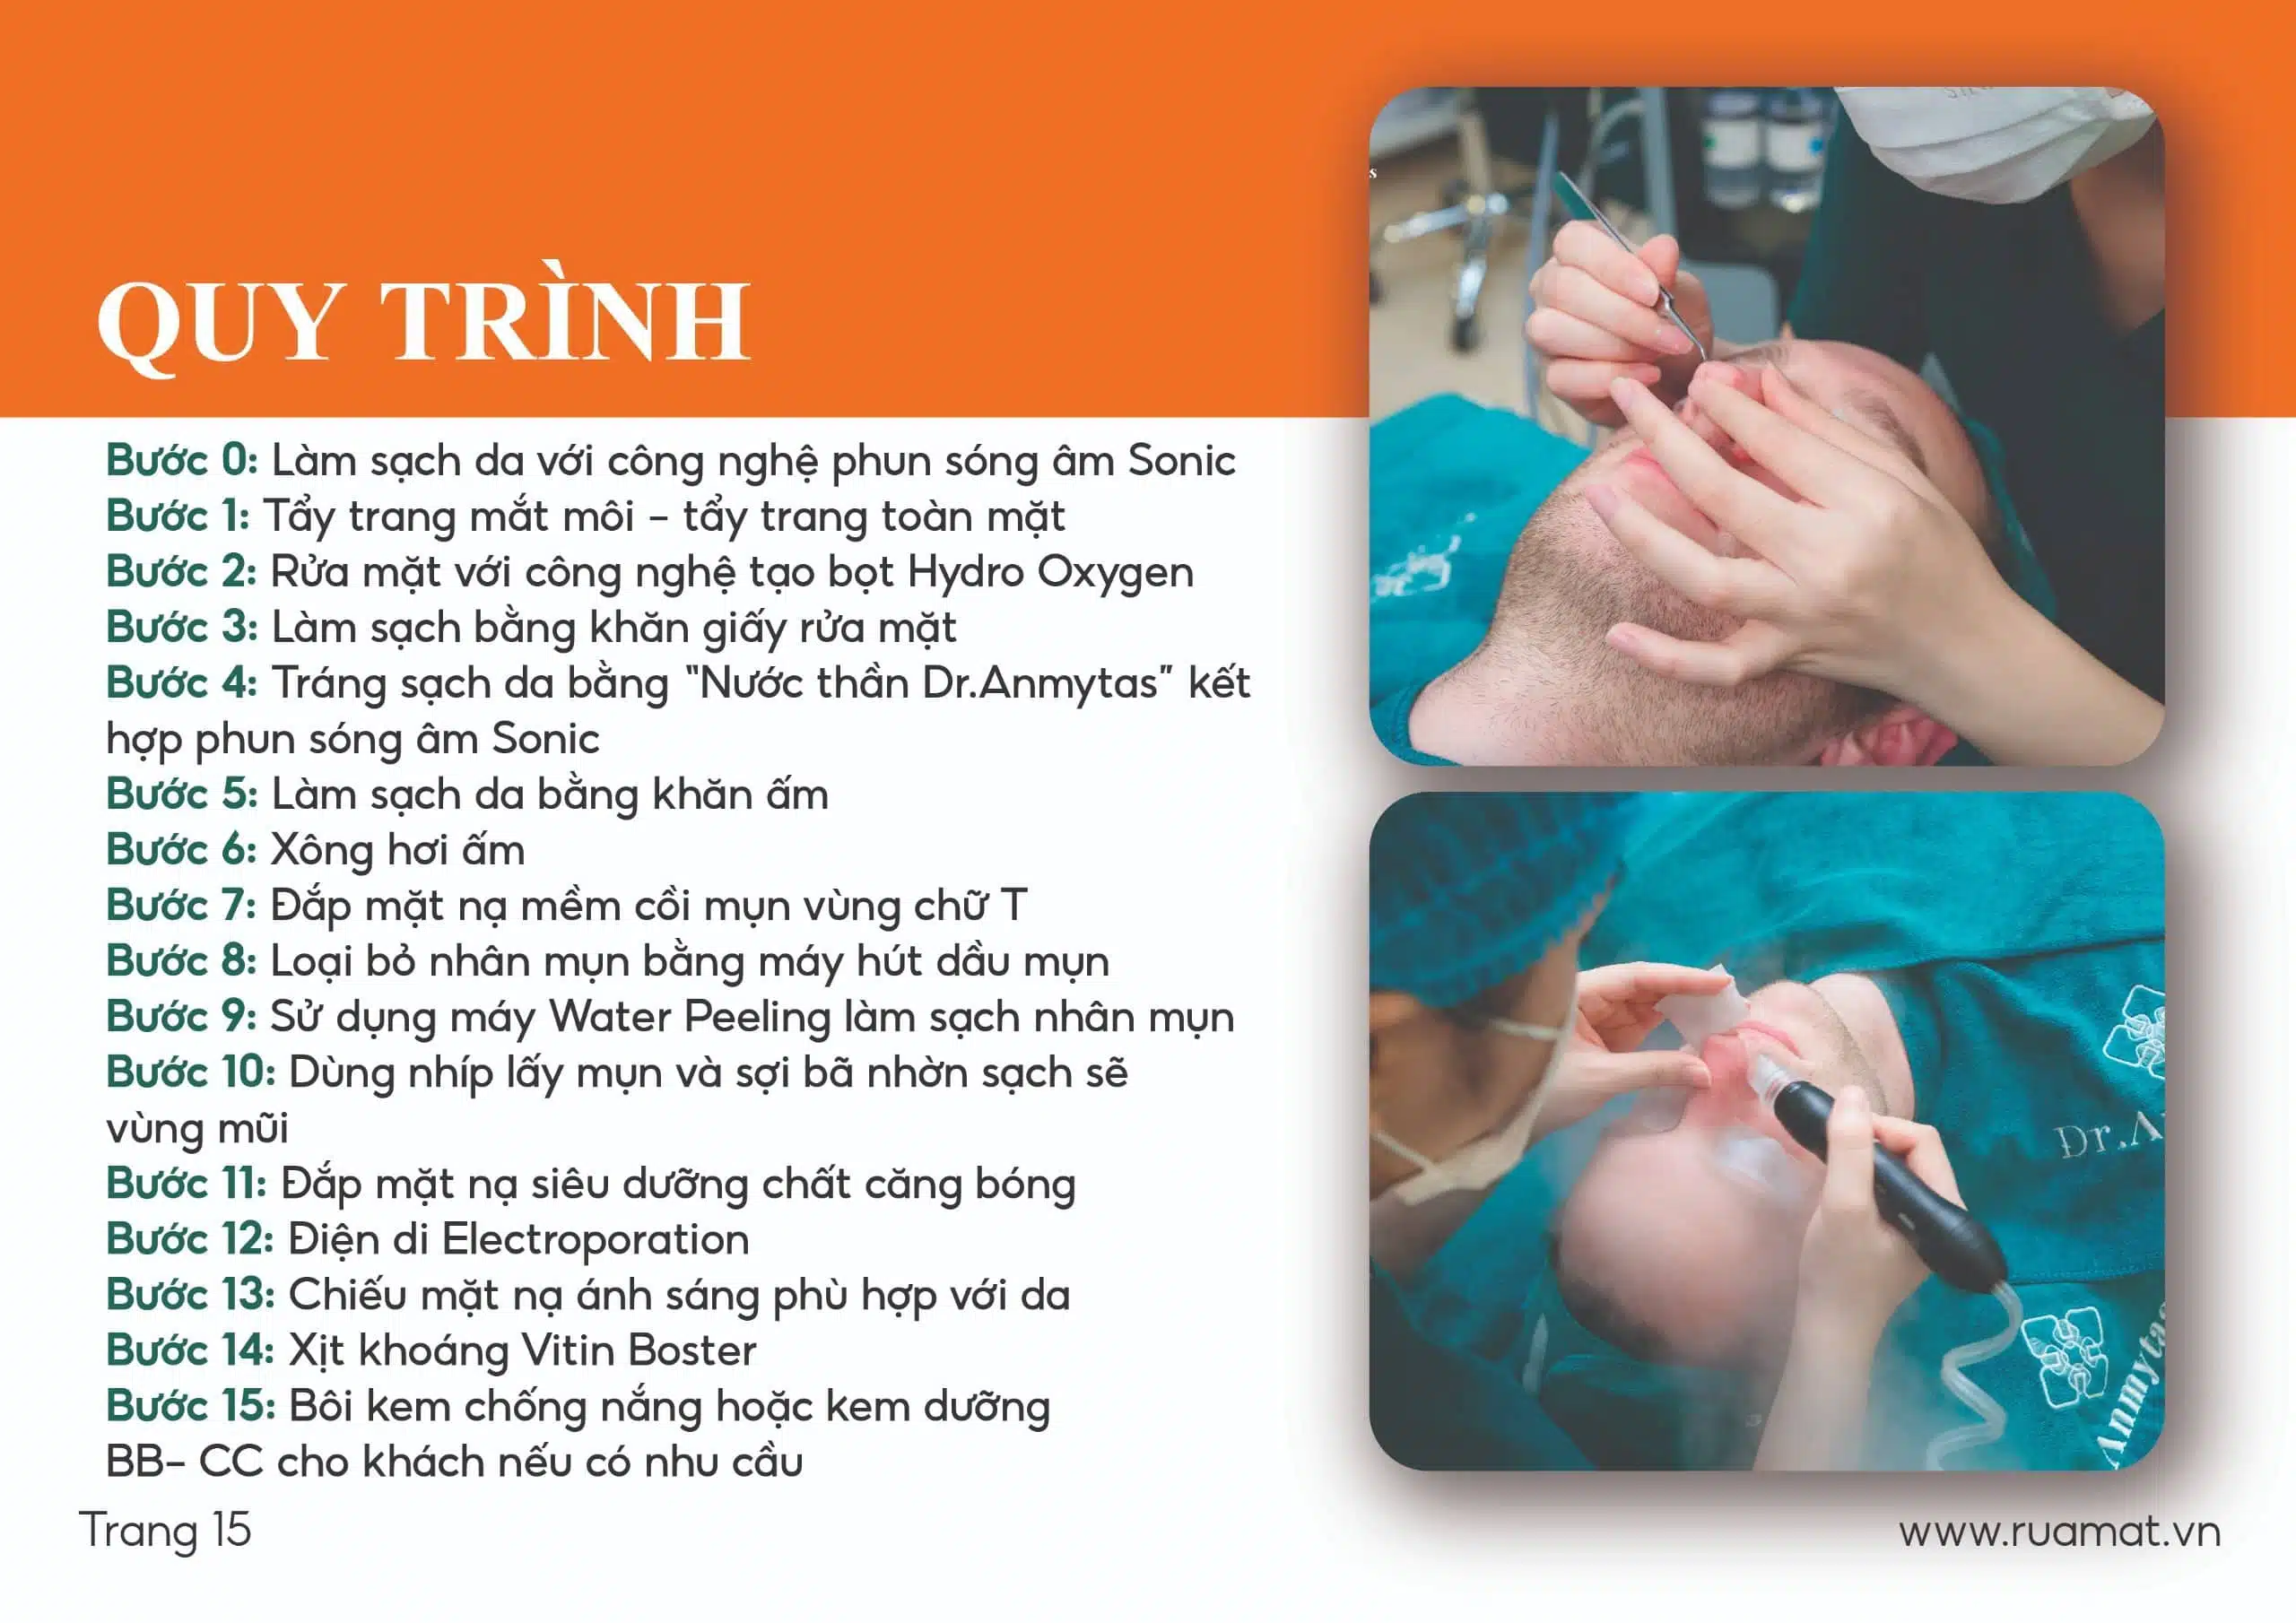 QUY TRÌNH
Bước 0: Làm sạch da với công nghệ phun sóng âm Sonic
Bước 1: Tẩy trang mắt môi – tẩy trang toàn mặt
Bước 2: Rửa mặt với công nghệ tạo bọt Hydro Oxygen
Bước 3: Làm sạch bằng khăn giấy rửa mặt
Bước 4: Tráng sạch da bằng “Nước thần Dr.Anmytas” kết
hợp phun sóng âm Sonic
Bước 5: Làm sạch da bằng khăn ấm
Bước 6: Xông hơi ấm
Bước 7: Đắp mặt nạ mềm cồi mụn vùng chữ T
Bước 8: Loại bỏ nhân mụn bằng máy hút dầu mụn
Bước 9: Sử dụng máy Water Peeling làm sạch nhân mụn
Bước 10: Dùng nhíp lấy mụn và sợi bã nhờn sạch sẽ
vùng mũi
Bước 11: Đắp mặt nạ siêu dưỡng chất căng bóng
Bước 12: Điện di Electroporation
Bước 13: Chiếu mặt nạ ánh sáng phù hợp với da
Bước 14: Xịt khoáng Vitin Boster
Bước 15: Bôi kem chống nắng hoặc kem dưỡng
BB- CC cho khách nếu có nhu cầu
s
Dr.A
Anmytas
Trang 15
www.ruamat.vn